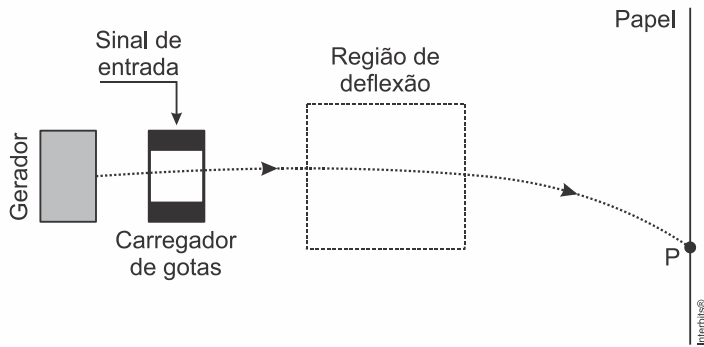 Papel
Sinal de
entrada
Região de
deflexão
Gerador
Carregador
de gotas
P
Interbits®